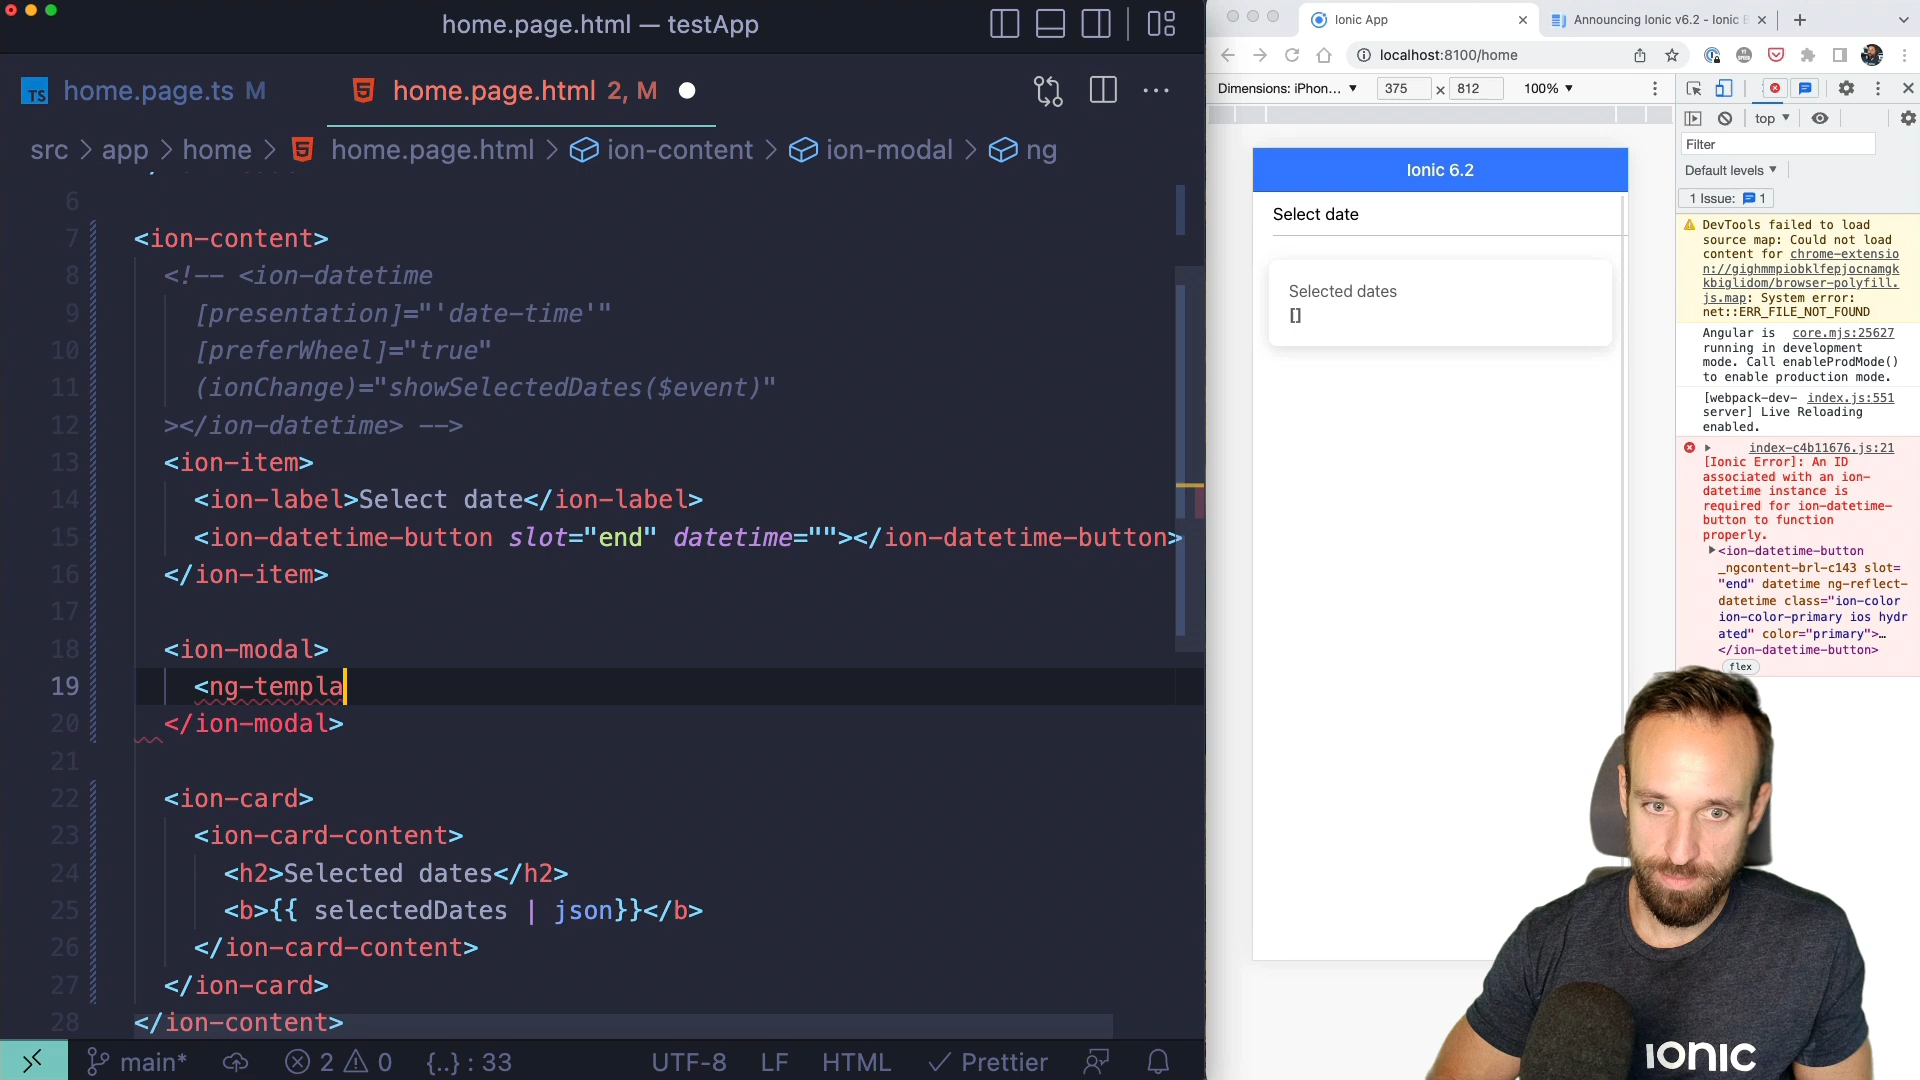 home.page.html — testApp
TS home.page.ts M
home.page.html 2, M
src > app > home > home.page.html > ion-content > ion-modal > ng
6
7 <ion-content>
8 <!-- <ion-datetime
9 [presentation]="'date-time'"
10 [preferWheel]="true"
11 (ionChange)="showSelectedDates($event)"
12 ></ion-datetime> -->
13 <ion-item>
14 <ion-label>Select date</ion-label>
15 <ion-datetime-button slot="end" datetime=""></ion-datetime-button>
16 </ion-item>
17
18 <ion-modal>
19 <ng-templa
20 </ion-modal>
21
22 <ion-card>
23 <ion-card-content>
24 <h2>Selected dates</h2>
25 <b>{{ selectedDates | json}}</b>
26 </ion-card-content>
27 </ion-card>
28 </ion-content>
main* 2 0 {..} : 33 UTF-8 LF HTML Prettier
Ionic App
Announcing Ionic v6.2 - Ionic
localhost:8100/home
Dimensions: iPhon... 375 × 812 100%
top
Filter
Default levels
1 Issue: 1
Ionic 6.2
Select date
Selected dates
[]
DevTools failed to load
source map: Could not load
content for chrome-extensio
n://gighmmpiobklfepjocnamgk
kbiglidom/browser-polyfill.
js.map: System error:
net::ERR_FILE_NOT_FOUND
Angular is core.mjs:25627
running in development
mode. Call enableProdMode()
to enable production mode.
[webpack-dev- index.js:551
server] Live Reloading
enabled.
index-c4b11676.js:21
[Ionic Error]: An ID
associated with an ion-
datetime instance is
required for ion-datetime-
button to function
properly.
<ion-datetime-button
_ngcontent-brl-c143 slot=
"end" datetime ng-reflect-
datetime class="ion-color
ion-color-primary ios hydr
ated" color="primary">…
</ion-datetime-button>
flex
IONIC